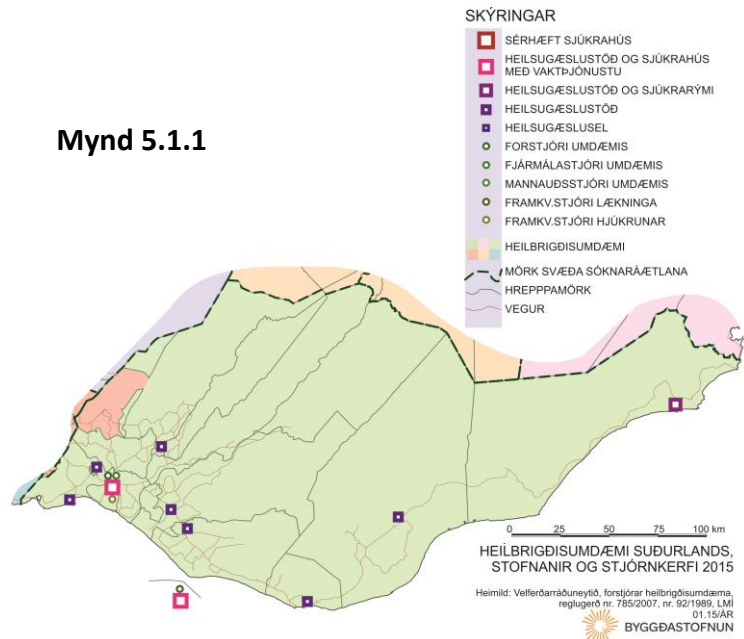 Mynd 5.1.1
SKÝRINGAR
SÉRHÆFT SJÚKRAHÚS
HEILSUGÆSLUSTÖÐ OG SJÚKRAHÚS
MEÐ VAKTÞJÓNUSTU
HEILSUGÆSLUSTÖÐ OG SJÚKRARÝMI
HEILSUGÆSLUSTÖÐ
HEILSUGÆSLUSEL
FORSTJÓRI UMDÆMIS
FJÁRMÁLASTJÓRI UMDÆMIS
MANNAUÐSSTJÓRI UMDÆMIS
FRAMKV.STJÓRI LÆKNINGA
FRAMKV.STJÓRI HJÚKRUNAR
HEILBRIGÐISUMDÆMI
MÖRK SVÆÐA SÓKNARÁÆTLANA
HREPPPAMÖRK
VEGUR
0 25 50 75 100 km
HEILBRIGÐISUMDÆMI SUÐURLANDS,
STOFNANIR OG STJÓRNKERFI 2015
Heimild: Velferðarráðuneytið, forstjórar heilbrigðisumdæma,
reglugerð nr. 785/2007, nr. 92/1989, LMÍ
01.15/ÁR
BYGGÐASTOFNUN